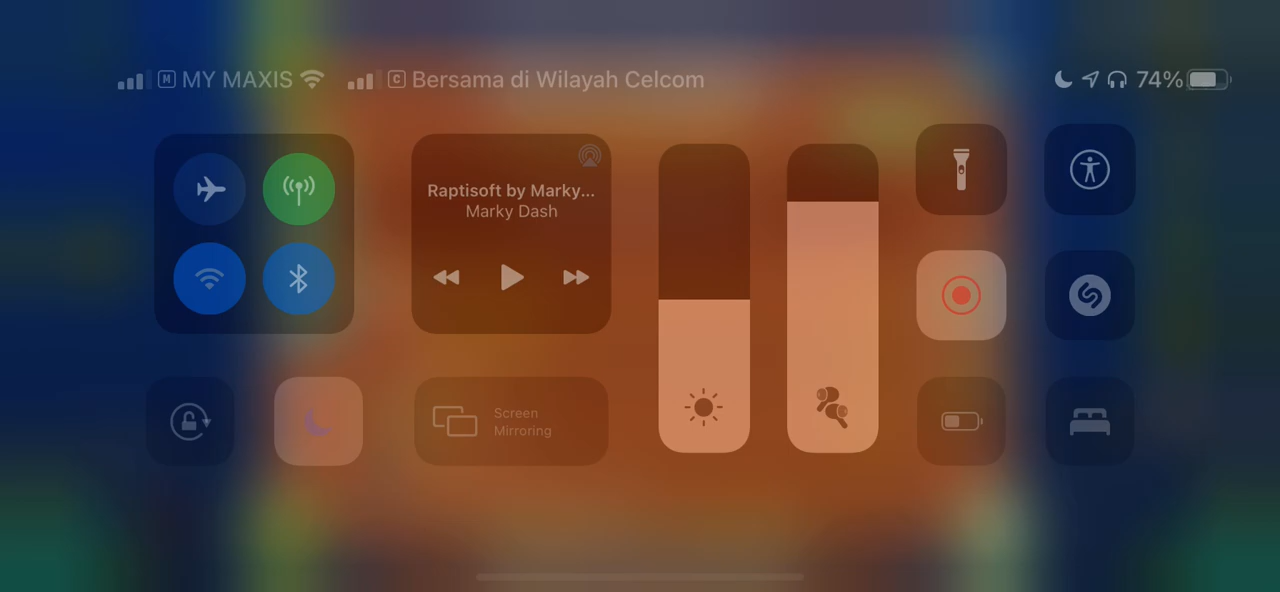 M MY MAXIS
C Bersama di Wilayah Celcom
74%
Raptisoft by Marky...
Marky Dash
Screen
Mirroring